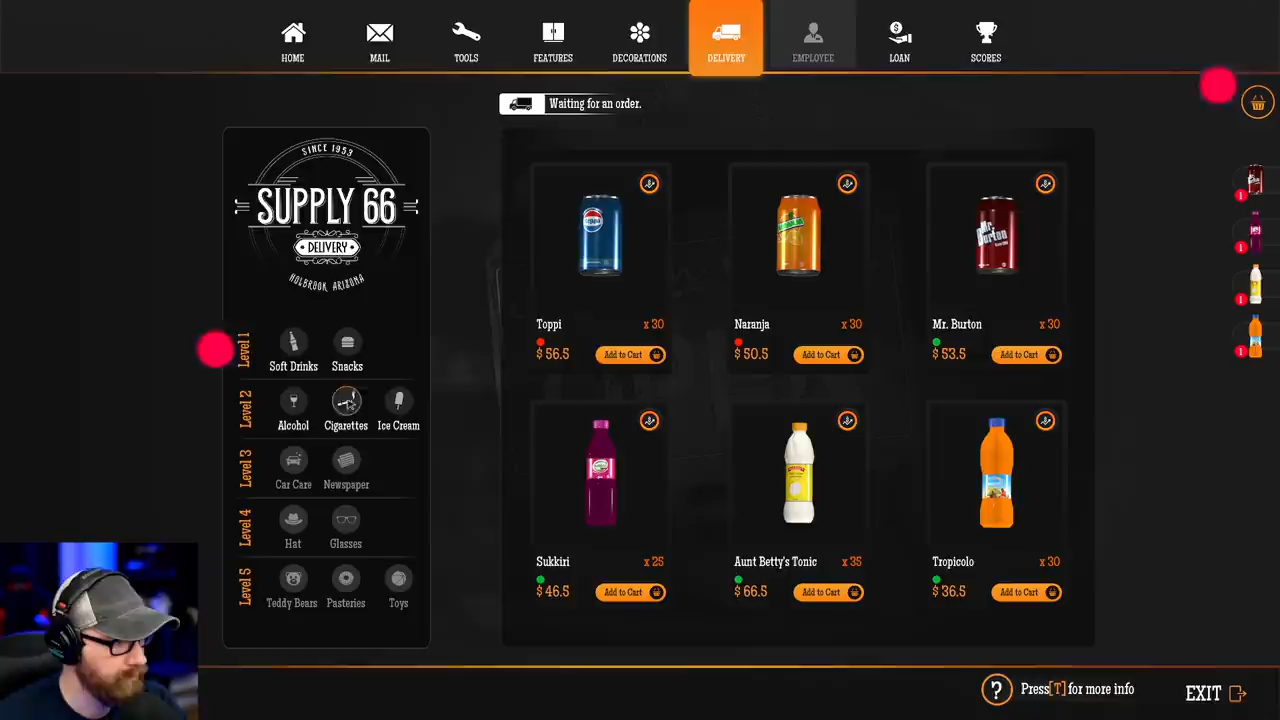 HOME
MAIL
TOOLS
FEATURES
DECORATIONS
DELIVERY
EMPLOYEE
LOAN
SCORES
Waiting for an order.
SINCE 1953
SUPPLY 66
DELIVERY
HOLBROOK ARIZONA
Level 1
Soft Drinks
Snacks
Level 2
Alcohol
Cigarettes
Ice Cream
Level 3
Car Care
Newspaper
Level 4
Hat
Glasses
Level 5
Teddy Bears
Pasteries
Toys
Toppi
x 30
$ 56.5
Add to Cart
Naranja
x 30
$ 50.5
Add to Cart
Mr. Burton
Mr. Burton
x 30
$ 53.5
Add to Cart
Sukkiri
x 25
$ 46.5
Add to Cart
Aunt Betty's Tonic
x 35
$ 66.5
Add to Cart
Tropicolo
x 30
$ 36.5
Add to Cart
? Press[T] for more info
EXIT